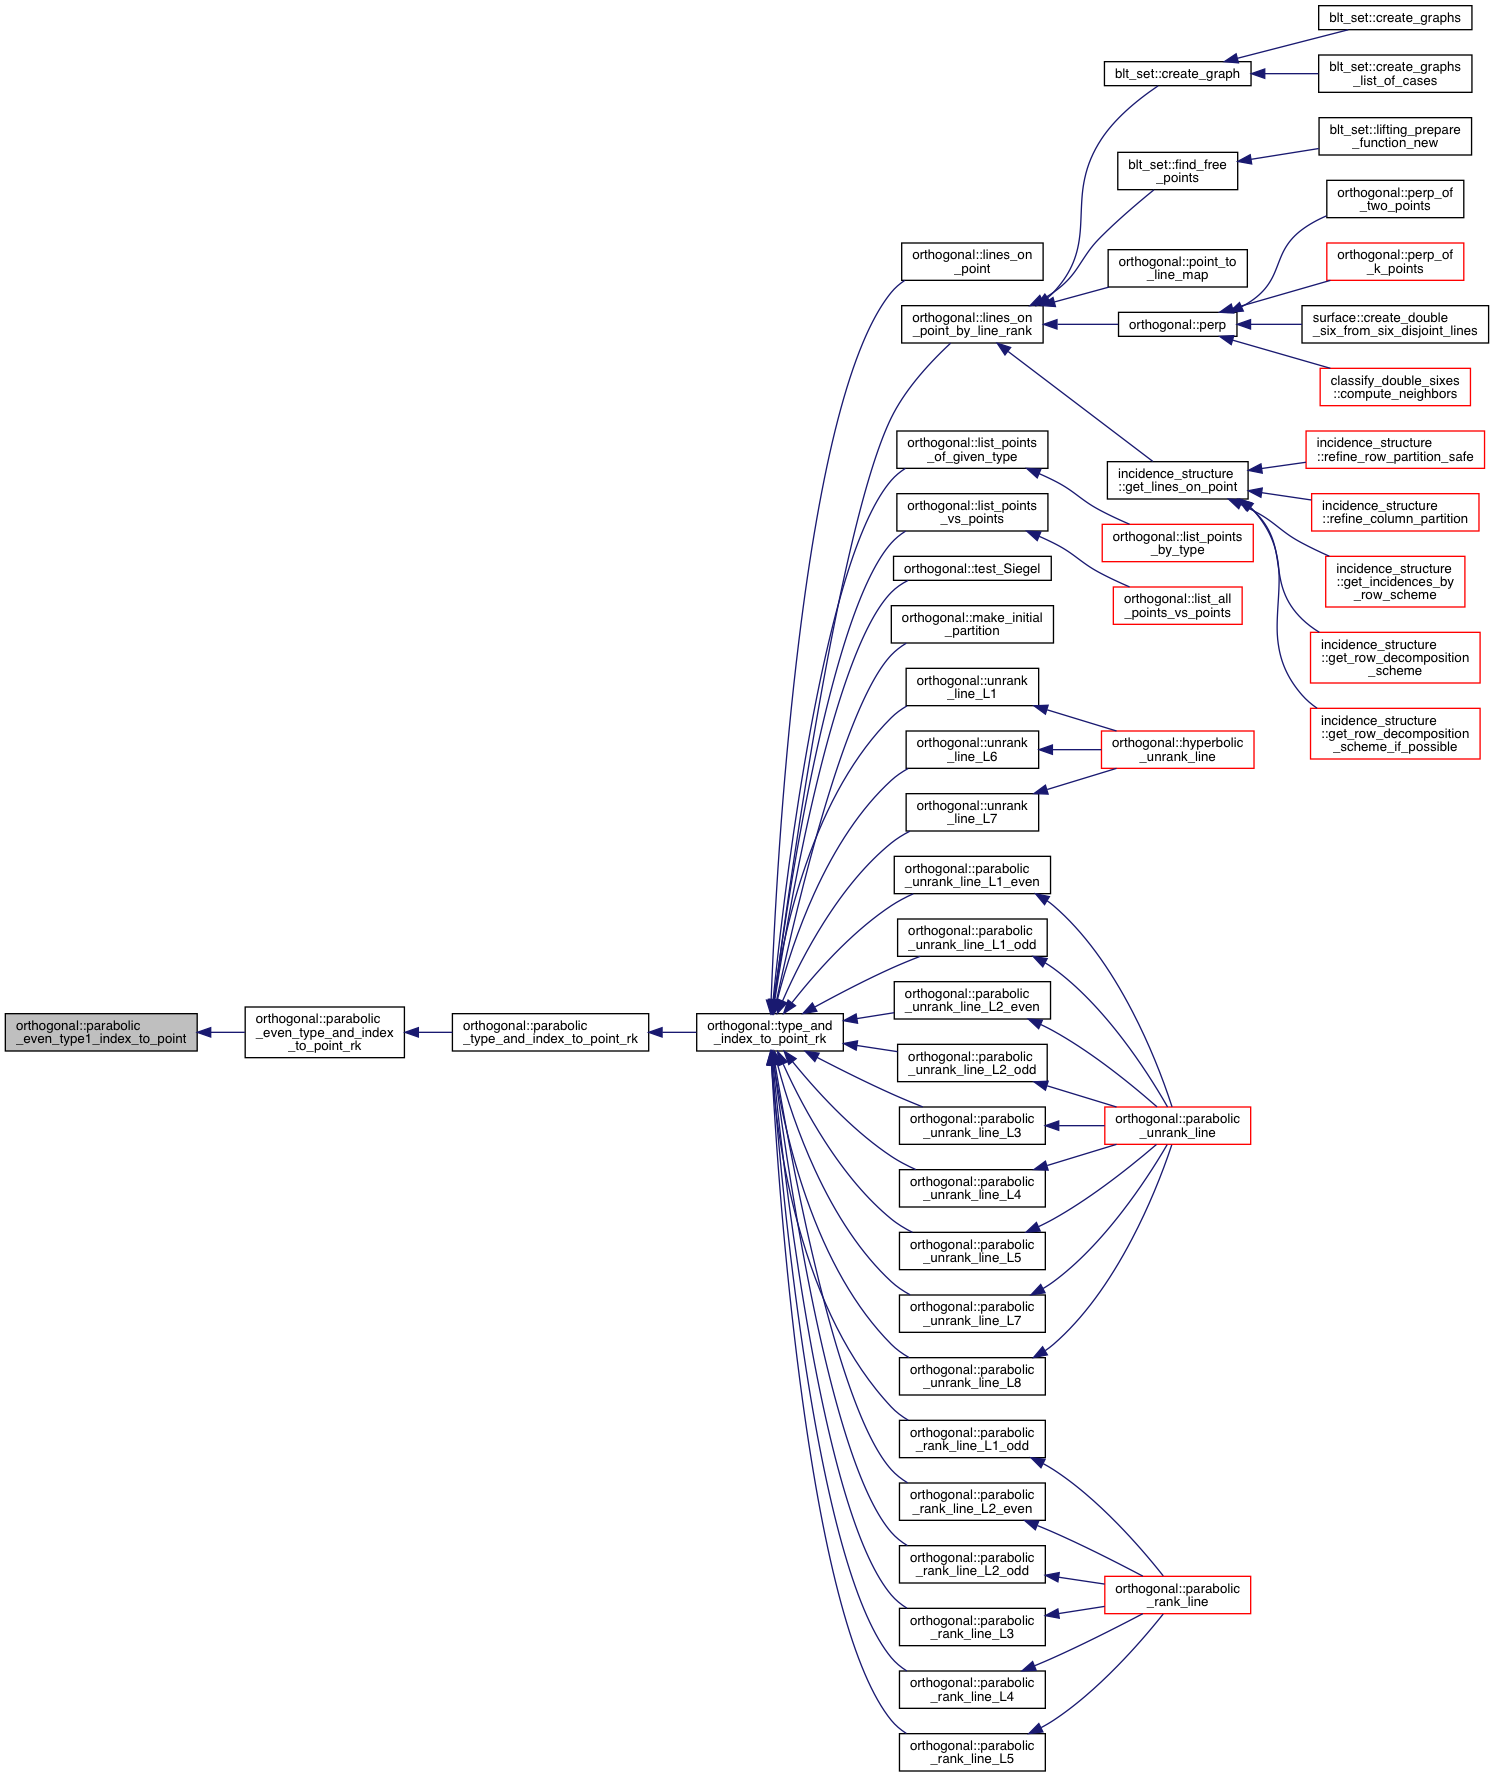 blt_set::create_graphs
blt_set::create_graph
blt_set::create_graphs
_list_of_cases
blt_set::lifting_prepare
_function_new
blt_set::find_free
_points
orthogonal::perp_of
_two_points
orthogonal::lines_on
_point
orthogonal::point_to
_line_map
orthogonal::perp_of
_k_points
orthogonal::lines_on
_point_by_line_rank
orthogonal::perp
surface::create_double
_six_from_six_disjoint_lines
classify_double_sixes
::compute_neighbors
orthogonal::list_points
_of_given_type
incidence_structure
::get_lines_on_point
incidence_structure
::refine_row_partition_safe
orthogonal::list_points
_vs_points
incidence_structure
::refine_column_partition
orthogonal::list_points
_by_type
orthogonal::test_Siegel
incidence_structure
::get_incidences_by
_row_scheme
orthogonal::list_all
_points_vs_points
orthogonal::make_initial
_partition
incidence_structure
::get_row_decomposition
_scheme
orthogonal::unrank
_line_L1
incidence_structure
::get_row_decomposition
_scheme_if_possible
orthogonal::unrank
_line_L6
orthogonal::hyperbolic
_unrank_line
orthogonal::unrank
_line_L7
orthogonal::parabolic
_unrank_line_L1_even
orthogonal::parabolic
_unrank_line_L1_odd
orthogonal::parabolic
_unrank_line_L2_even
orthogonal::parabolic
_even_type1_index_to_point
orthogonal::parabolic
_even_type_and_index
_to_point_rk
orthogonal::parabolic
_type_and_index_to_point_rk
orthogonal::type_and
_index_to_point_rk
orthogonal::parabolic
_unrank_line_L2_odd
orthogonal::parabolic
_unrank_line_L3
orthogonal::parabolic
_unrank_line
orthogonal::parabolic
_unrank_line_L4
orthogonal::parabolic
_unrank_line_L5
orthogonal::parabolic
_unrank_line_L7
orthogonal::parabolic
_unrank_line_L8
orthogonal::parabolic
_rank_line_L1_odd
orthogonal::parabolic
_rank_line_L2_even
orthogonal::parabolic
_rank_line_L2_odd
orthogonal::parabolic
_rank_line
orthogonal::parabolic
_rank_line_L3
orthogonal::parabolic
_rank_line_L4
orthogonal::parabolic
_rank_line_L5